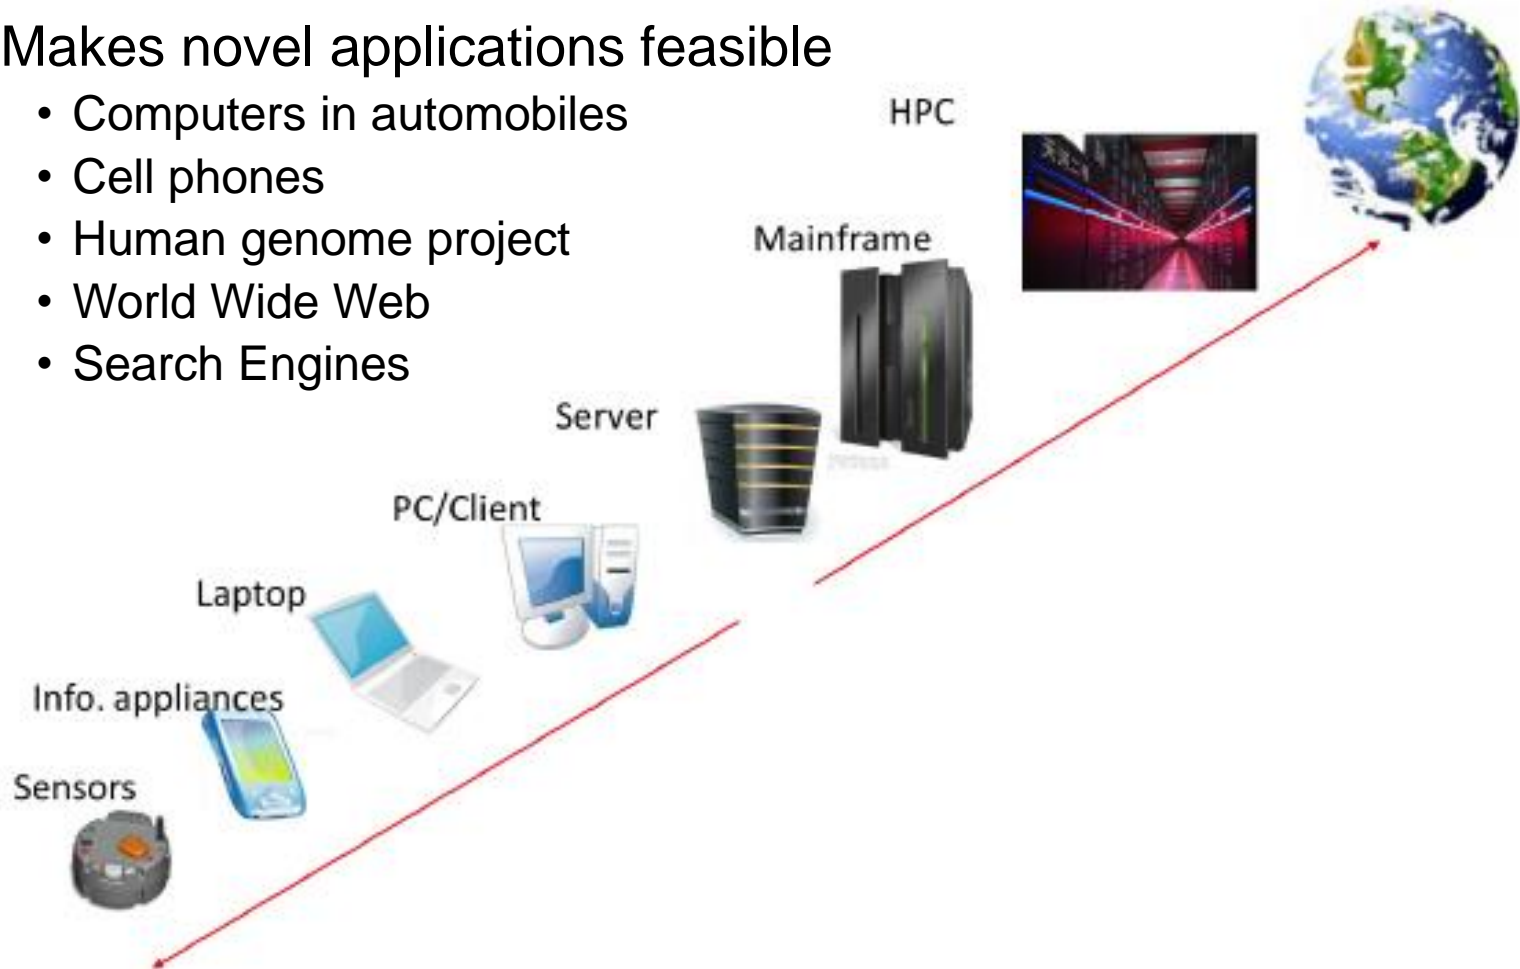 Makes novel applications feasible
• Computers in automobiles
• Cell phones
• Human genome project
• World Wide Web
• Search Engines
HPC
Mainframe
Server
PC/Client
Laptop
Info. appliances
Sensors